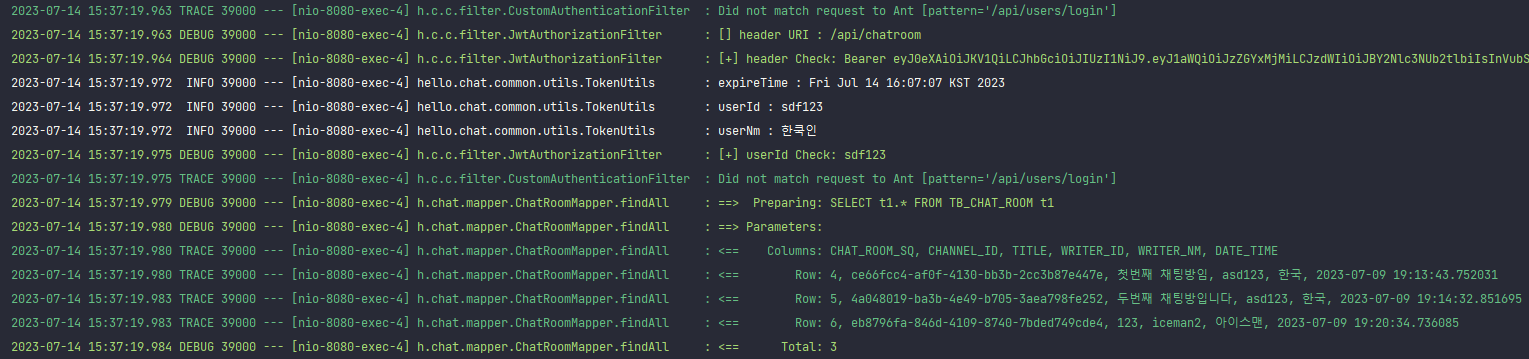 2023-07-14 15:37:19.963 TRACE 39000 --- [nio-8080-exec-4] h.c.c.filter.CustomAuthenticationFilter : Did not match request to Ant [pattern='/api/users/login']
2023-07-14 15:37:19.963 DEBUG 39000 --- [nio-8080-exec-4] h.c.c.filter.JwtAuthorizationFilter : [] header URI : /api/chatroom
2023-07-14 15:37:19.964 DEBUG 39000 --- [nio-8080-exec-4] h.c.c.filter.JwtAuthorizationFilter : [+] header Check: Bearer eyJ0eXAiOiJKV1QiLCJhbGciOiJIUzI1NiJ9.eyJ1aWQiOiJzZGYxMjMiLCJzdWIiOiJBY2Nlc3NUb2tlbiIsInVubS
2023-07-14 15:37:19.972 INFO 39000 --- [nio-8080-exec-4] hello.chat.common.utils.TokenUtils : expireTime : Fri Jul 14 16:07:07 KST 2023
2023-07-14 15:37:19.972 INFO 39000 --- [nio-8080-exec-4] hello.chat.common.utils.TokenUtils : userId : sdf123
2023-07-14 15:37:19.972 INFO 39000 --- [nio-8080-exec-4] hello.chat.common.utils.TokenUtils : userNm : 한쿡인
2023-07-14 15:37:19.975 DEBUG 39000 --- [nio-8080-exec-4] h.c.c.filter.JwtAuthorizationFilter : [+] userId Check: sdf123
2023-07-14 15:37:19.975 TRACE 39000 --- [nio-8080-exec-4] h.c.c.filter.CustomAuthenticationFilter : Did not match request to Ant [pattern='/api/users/login']
2023-07-14 15:37:19.979 DEBUG 39000 --- [nio-8080-exec-4] h.chat.mapper.ChatRoomMapper.findAll : ==> Preparing: SELECT t1.* FROM TB_CHAT_ROOM t1
2023-07-14 15:37:19.980 DEBUG 39000 --- [nio-8080-exec-4] h.chat.mapper.ChatRoomMapper.findAll : ==> Parameters:
2023-07-14 15:37:19.980 TRACE 39000 --- [nio-8080-exec-4] h.chat.mapper.ChatRoomMapper.findAll : <== Columns: CHAT_ROOM_SQ, CHANNEL_ID, TITLE, WRITER_ID, WRITER_NM, DATE_TIME
2023-07-14 15:37:19.980 TRACE 39000 --- [nio-8080-exec-4] h.chat.mapper.ChatRoomMapper.findAll : <== Row: 4, ce66fcc4-af0f-4130-bb3b-2cc3b87e447e, 첫번째 채팅방임, asd123, 한국, 2023-07-09 19:13:43.752031
2023-07-14 15:37:19.983 TRACE 39000 --- [nio-8080-exec-4] h.chat.mapper.ChatRoomMapper.findAll : <== Row: 5, 4a048019-ba3b-4e49-b705-3aea798fe252, 두번째 채팅방입니다, asd123, 한국, 2023-07-09 19:14:32.851695
2023-07-14 15:37:19.983 TRACE 39000 --- [nio-8080-exec-4] h.chat.mapper.ChatRoomMapper.findAll : <== Row: 6, eb8796fa-846d-4109-8740-7bded749cde4, 123, iceman2, 아이스맨, 2023-07-09 19:20:34.736085
2023-07-14 15:37:19.984 DEBUG 39000 --- [nio-8080-exec-4] h.chat.mapper.ChatRoomMapper.findAll : <== Total: 3